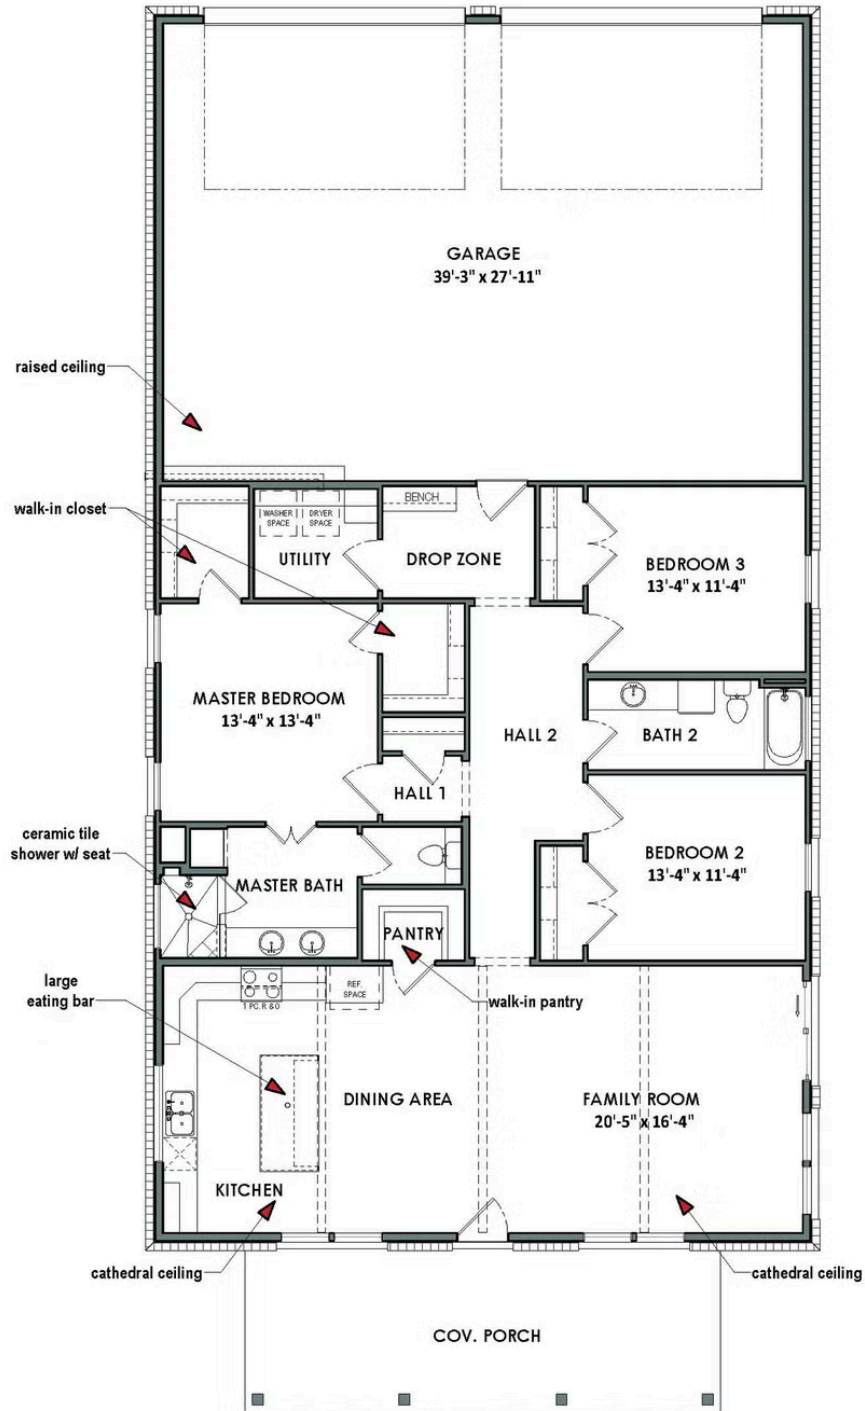 GARAGE
39'-3" x 27'-11"
raised ceiling
walk-in closet
WASHER
SPACE
DRYER
SPACE
UTILITY
BENCH
DROP ZONE
BEDROOM 3
13'-4" x 11'-4"
MASTER BEDROOM
13'-4" x 13'-4"
HALL 1
HALL 2
BATH 2
ceramic tile
shower w/ seat
MASTER BATH
BEDROOM 2
13'-4" x 11'-4"
PANTRY
large
eating bar
1 PC. R & O
REF.
SPACE
walk-in pantry
DINING AREA
FAMILY ROOM
20'-5" x 16'-4"
KITCHEN
cathedral ceiling
cathedral ceiling
COV. PORCH